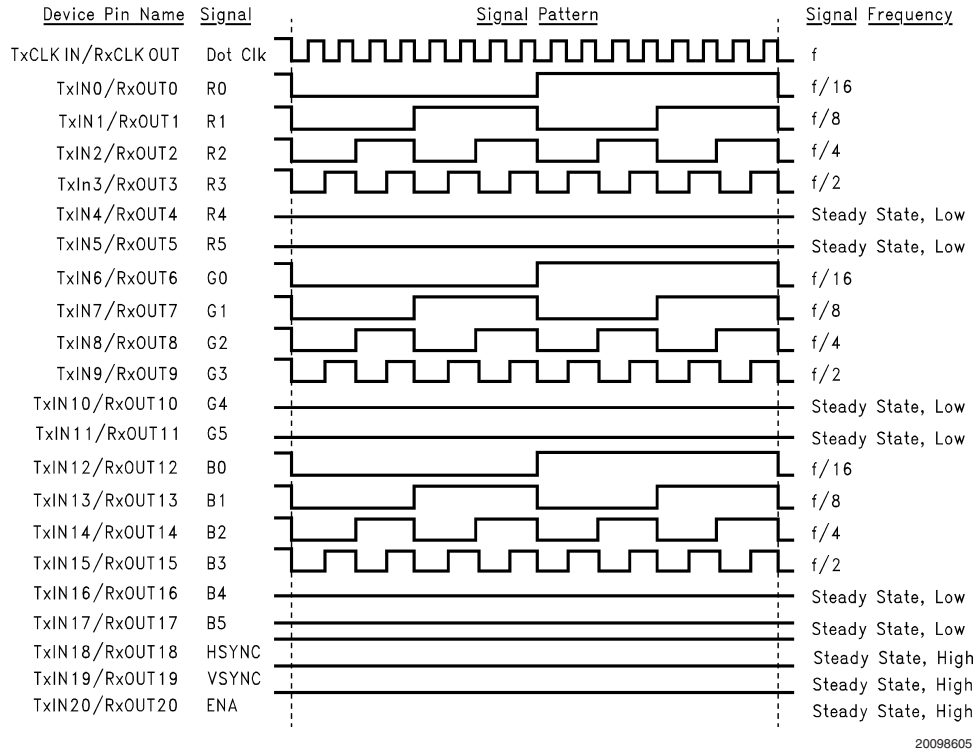 Device Pin Name Signal Signal Pattern Signal Frequency
TxCLK IN/RxCLK OUT Dot Clk f
TxIN0/RxOUT0 R0 f/16
TxIN1/RxOUT1 R1 f/8
TxIN2/RxOUT2 R2 f/4
TxIn3/RxOUT3 R3 f/2
TxIN4/RxOUT4 R4 Steady State, Low
TxIN5/RxOUT5 R5 Steady State, Low
TxIN6/RxOUT6 G0 f/16
TxIN7/RxOUT7 G1 f/8
TxIN8/RxOUT8 G2 f/4
TxIN9/RxOUT9 G3 f/2
TxIN10/RxOUT10 G4 Steady State, Low
TxIN11/RxOUT11 G5 Steady State, Low
TxIN12/RxOUT12 B0 f/16
TxIN13/RxOUT13 B1 f/8
TxIN14/RxOUT14 B2 f/4
TxIN15/RxOUT15 B3 f/2
TxIN16/RxOUT16 B4 Steady State, Low
TxIN17/RxOUT17 B5 Steady State, Low
TxIN18/RxOUT18 HSYNC Steady State, High
TxIN19/RxOUT19 VSYNC Steady State, High
TxIN20/RxOUT20 ENA Steady State, High
20098605